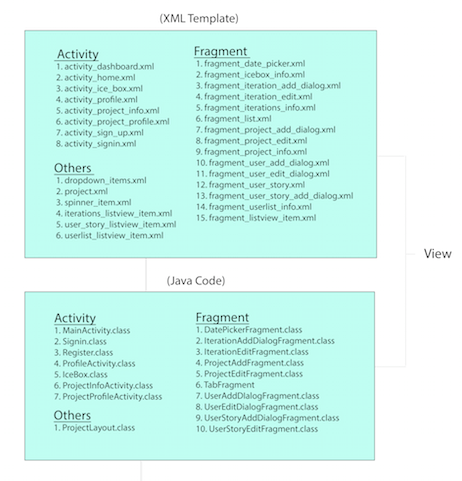 (XML Template)
Activity
1. activity_dashboard.xml
2. activity_home.xml
3. activity_ice_box.xml
4. activity_profile.xml
5. activity_project_info.xml
6. activity_project_profile.xml
7. activity_sign_up.xml
8. activity_signin.xml
Others
1. dropdown_items.xml
2. project.xml
3. spinner_item.xml
4. iterations_listview_item.xml
5. user_story_listview_item.xml
6. userlist_listview_item.xml
Fragment
1. fragment_date_picker.xml
2. fragment_icebox_info.xml
3. fragment_iteration_add_dialog.xml
4. fragment_iteration_edit.xml
5. fragment_iterations_info.xml
6. fragment_list.xml
7. fragment_project_add_dialog.xml
8. fragment_project_edit.xml
9. fragment_project_info.xml
10. fragment_user_add_dialog.xml
11. fragment_user_edit_dialog.xml
12. fragment_user_story.xml
13. fragment_user_story_add_dialog.xml
14. fragment_userlist_info.xml
15. fragment_listview_item.xml
View
(Java Code)
Activity
1. MainActivity.class
2. Signin.class
3. Register.class
4. ProfileActivity.class
5. IceBox.class
6. ProjectInfoActivity.class
7. ProjectProfileActivity.class
Others
1. ProjectLayout.class
Fragment
1. DatePickerFragment.class
2. IterationAddDialogFragment.class
3. IterationEditFragment.class
4. ProjectAddFragment.class
5. ProjectEditFragment.class
6. TabFragment
7. UserAddDIalogFragment.class
8. UserEditDialogFragment.class
9. UserStoryAddDialogFragment.class
10. UserStoryEditFragment.class